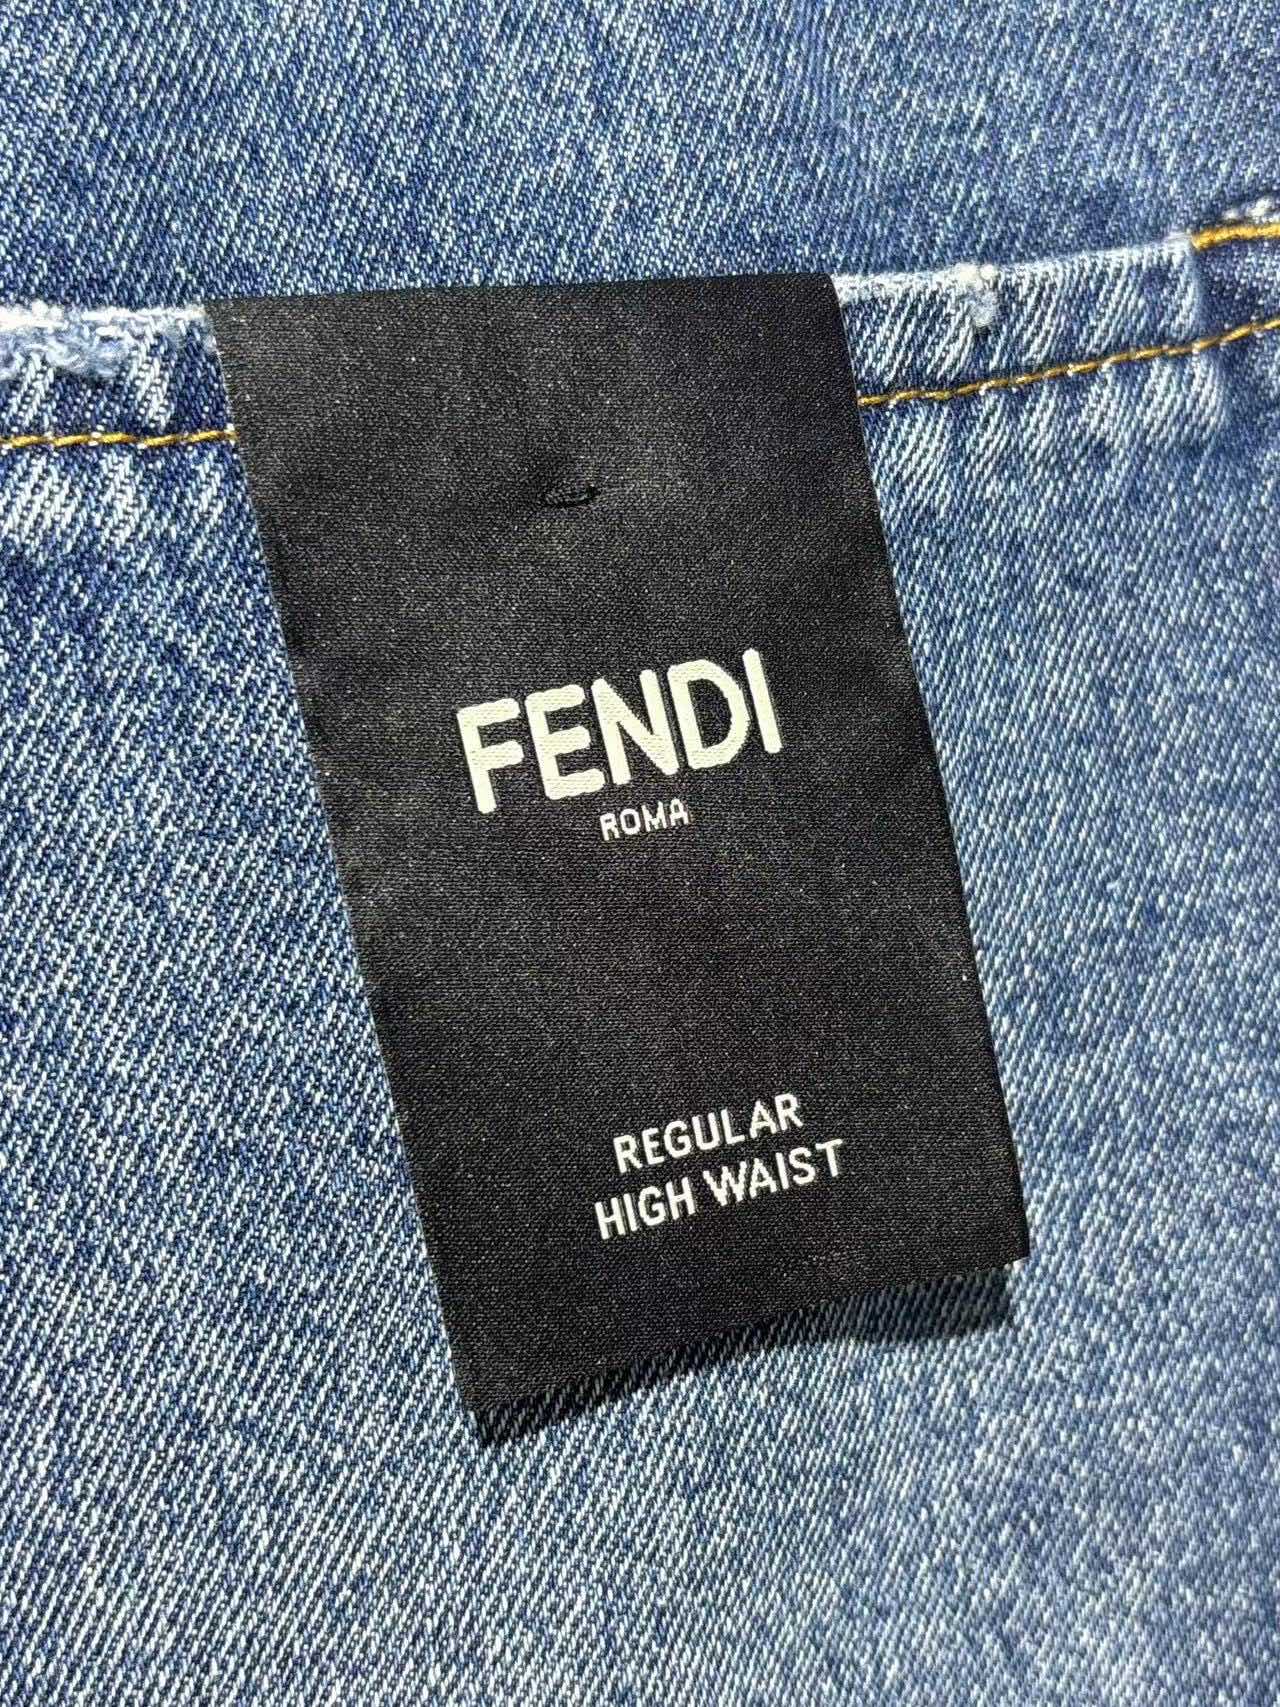 FENDI
ROMA
REGULAR
HIGH WAIST